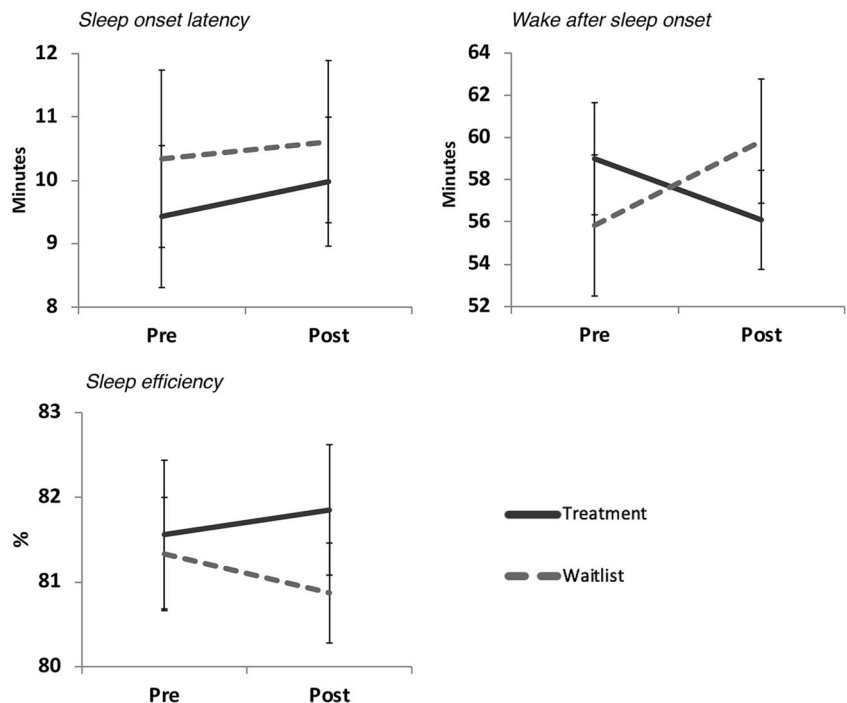 Sleep onset latency
12
11
10
9
8
Minutes
Pre Post
Wake after sleep onset
64
62
60
58
56
54
52
Minutes
Pre Post
Sleep efficiency
83
82
81
80
%
Pre Post
Treatment
Waitlist